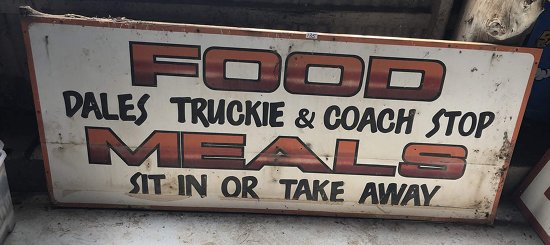 FOOD
DALES TRUCKIE & COACH STOP
MEALS
SIT IN OR TAKE AWAY